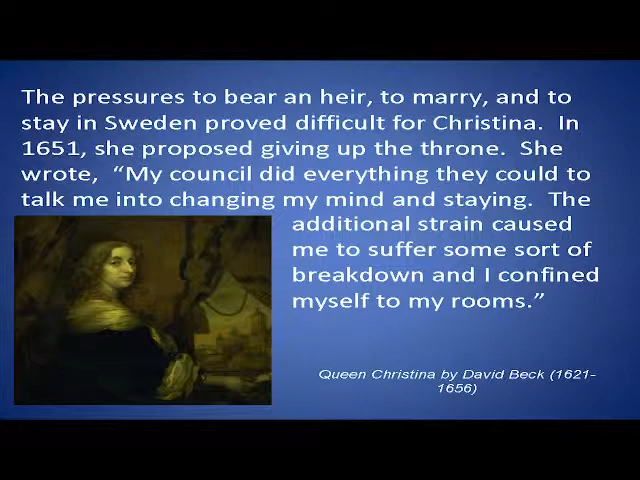 The pressures to bear an heir, to marry, and to
stay in Sweden proved difficult for Christina.  In
1651, she proposed giving up the throne.  She
wrote,  “My council did everything they could to
talk me into changing my mind and staying.  The
additional strain caused
me to suffer some sort of
breakdown and I confined
myself to my rooms.”
Queen Christina by David Beck (1621-
1656)